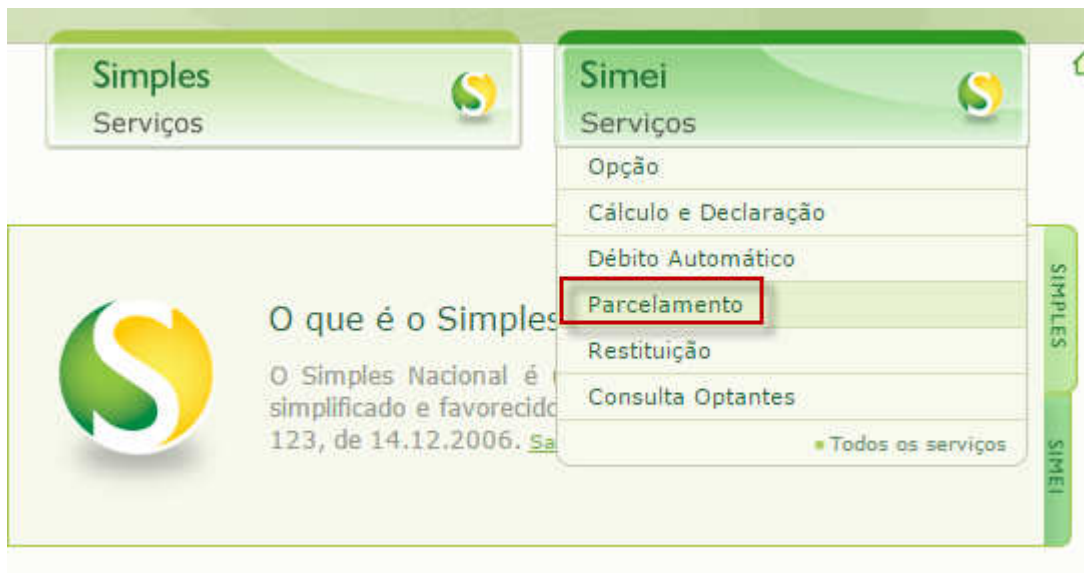 Simples
Serviços
Simei
Serviços
Opção
Cálculo e Declaração
Débito Automático
Parcelamento
Restituição
Consulta Optantes
Todos os serviços
O que é o Simples
O Simples Nacional é
simplificado e favorecido
123, de 14.12.2006. Sa
SIMPLES
SIMEI